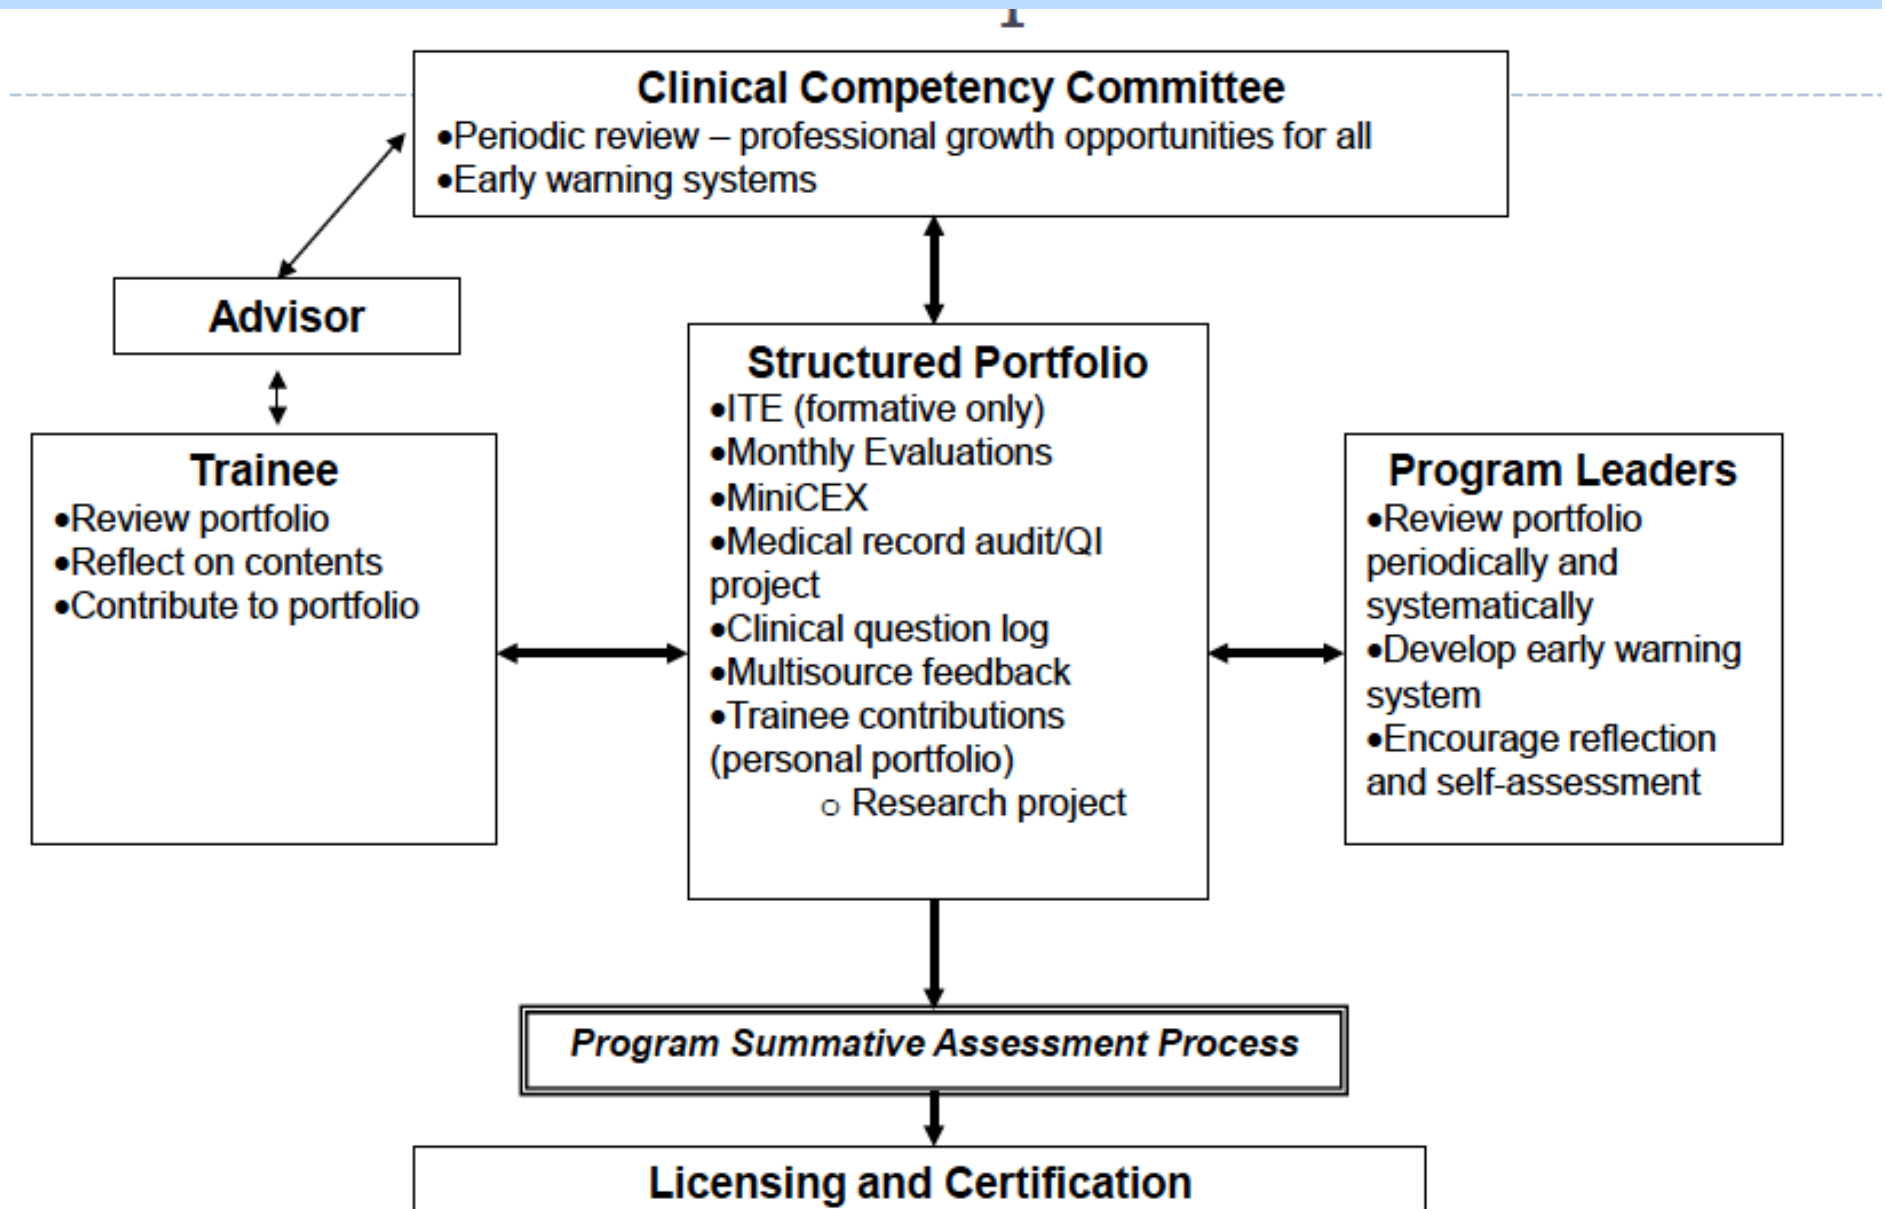 Clinical Competency Committee
•Periodic review – professional growth opportunities for all
•Early warning systems
Advisor
Trainee
•Review portfolio
•Reflect on contents
•Contribute to portfolio
Structured Portfolio
•ITE (formative only)
•Monthly Evaluations
•MiniCEX
•Medical record audit/QI
project
•Clinical question log
•Multisource feedback
•Trainee contributions
(personal portfolio)
o Research project
Program Leaders
•Review portfolio
periodically and
systematically
•Develop early warning
system
•Encourage reflection
and self-assessment
Program Summative Assessment Process
Licensing and Certification